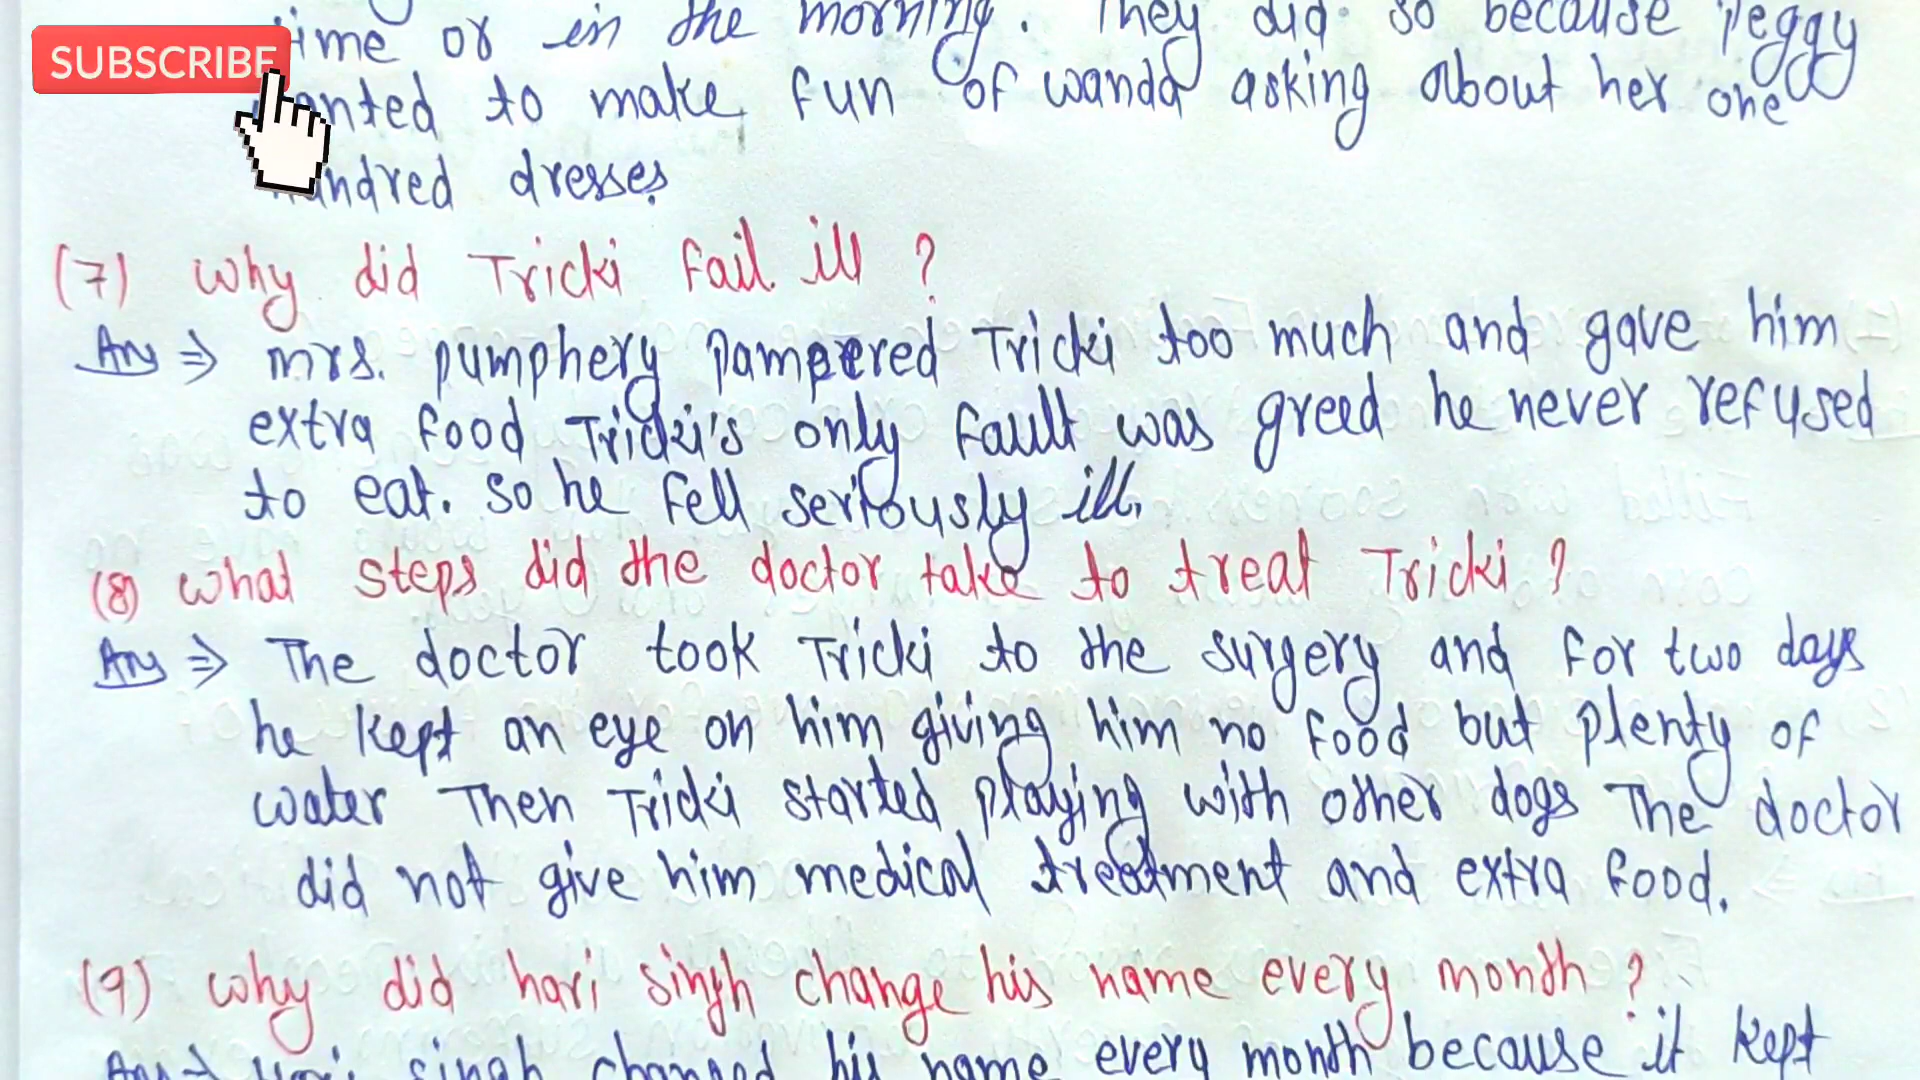 SUBSCRIBE
time or in the morning. They did so because peggy
wanted to make fun of wanda asking about her one
hundred dresses.
(7) why did Tricki fail ill ?
Ans ⇒ mrs. pumphery pampered Tricki too much and gave him
extra food Tricki's only fault was greed he never refused
to eat. so he fell seriously ill.
(8) what steps did the doctor take to treat Tricki ?
Ans ⇒ The doctor took Tricki to the surgery and for two days
he kept an eye on him giving him no food but plenty of
water Then Tricki started playing with other dogs The doctor
did not give him medical treatment and extra food.
(9) why did hari singh change his name every month ?
Ans ⇒ Hari singh changed his name every month because it kept